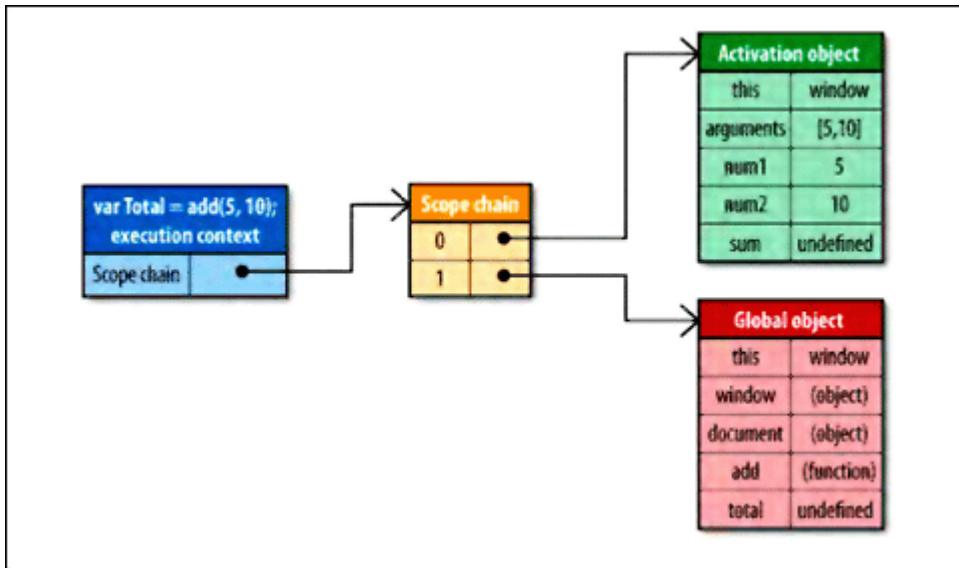 var Total = add(5, 10);
execution context
Scope chain
Scope chain
0
1
Activation object
this window
arguments [5,10]
num1 5
num2 10
sum undefined
Global object
this window
window (object)
document (object)
add (function)
total undefined